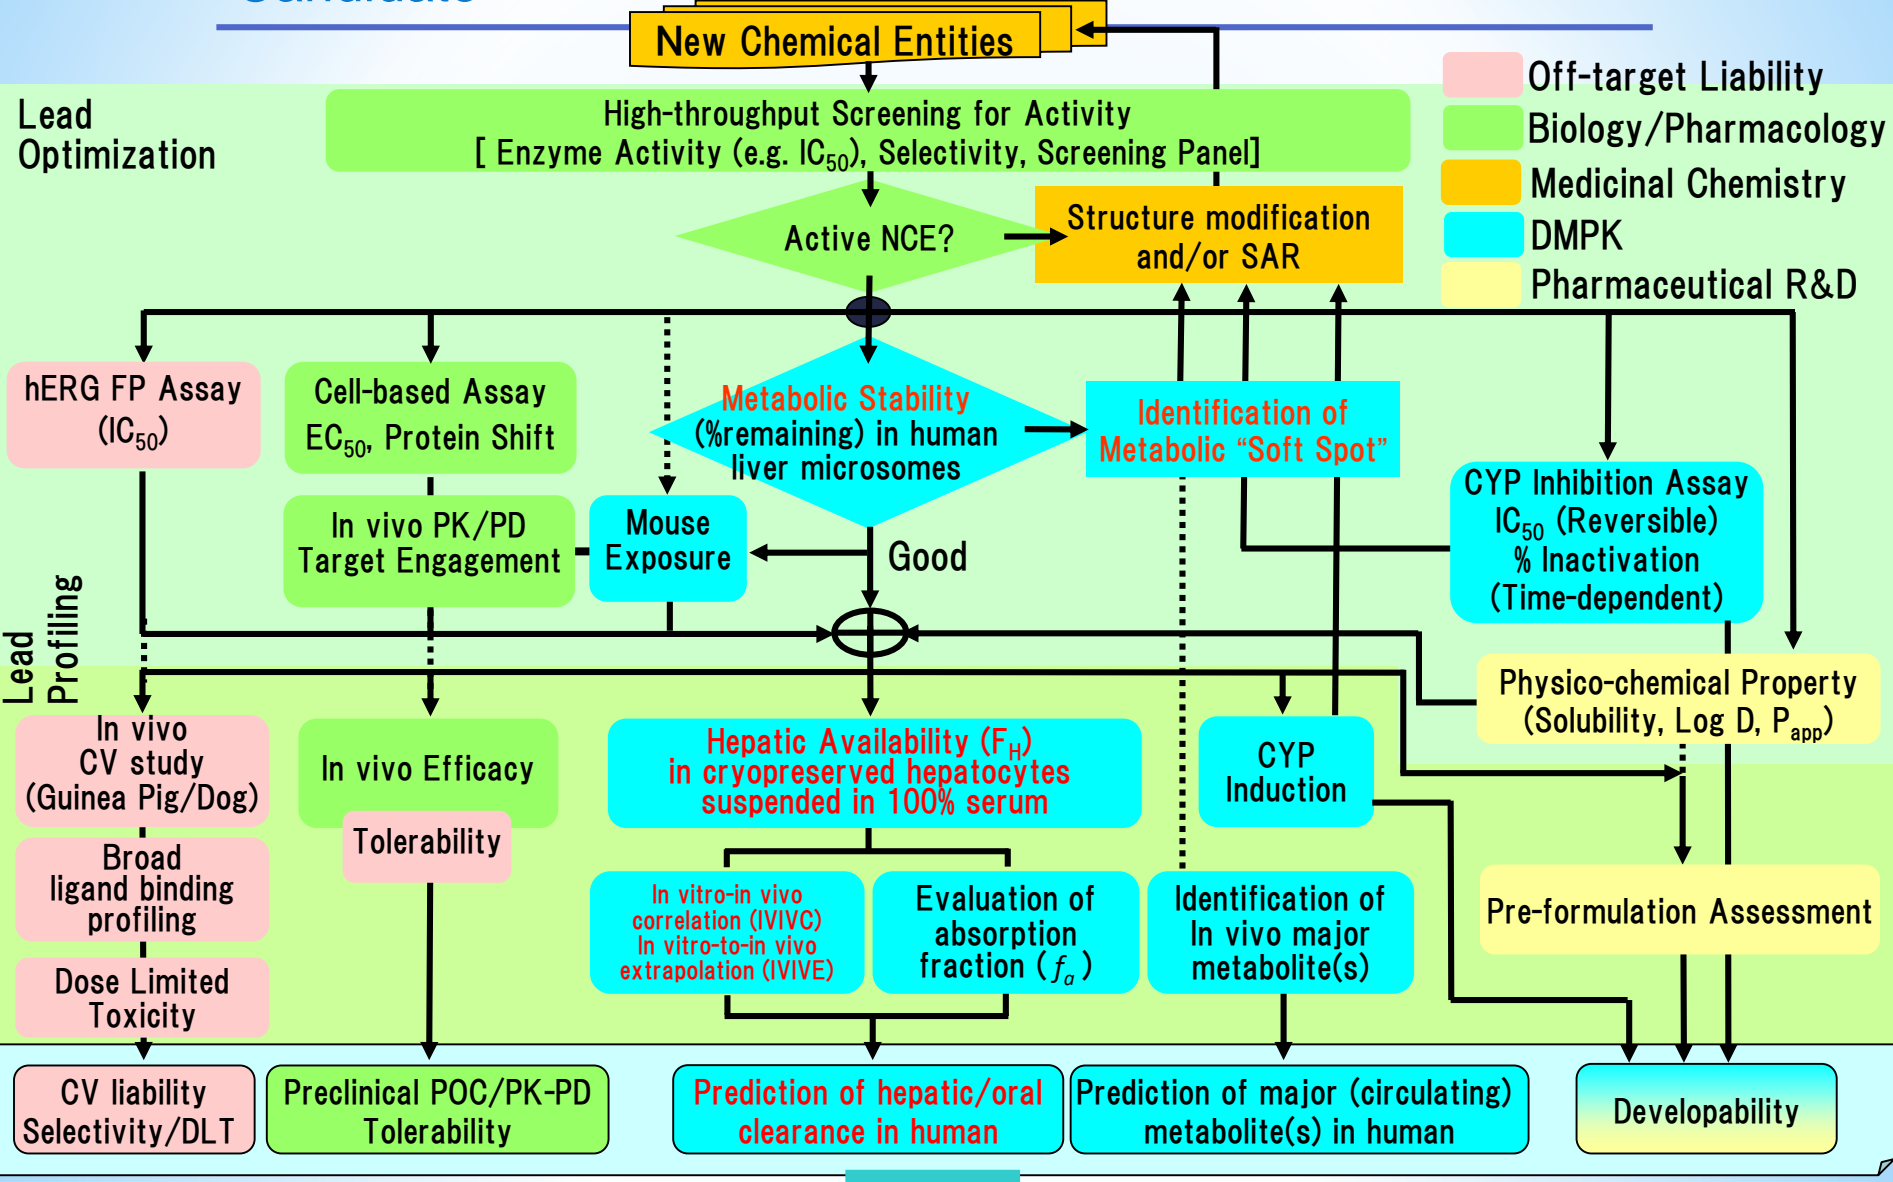 New Chemical Entities
Off-target Liability
Biology/Pharmacology
Medicinal Chemistry
DMPK
Pharmaceutical R&D
Lead
Optimization
High-throughput Screening for Activity
[ Enzyme Activity (e.g. IC50), Selectivity, Screening Panel]
Active NCE?
Structure modification
and/or SAR
hERG FP Assay
(IC50)
Cell-based Assay
EC50, Protein Shift
Metabolic Stability
(%remaining) in human
liver microsomes
Identification of
Metabolic “Soft Spot”
CYP Inhibition Assay
IC50 (Reversible)
% Inactivation
(Time-dependent)
In vivo PK/PD
Target Engagement
Mouse
Exposure
Good
Lead
Profiling
Physico-chemical Property
(Solubility, Log D, Papp)
In vivo
CV study
(Guinea Pig/Dog)
In vivo Efficacy
Tolerability
Hepatic Availability (FH)
in cryopreserved hepatocytes
suspended in 100% serum
CYP
Induction
Broad
ligand binding
profiling
In vitro-in vivo
correlation (IVIVC)
In vitro-to-in vivo
extrapolation (IVIVE)
Evaluation of
absorption
fraction (fa)
Identification of
In vivo major
metabolite(s)
Pre-formulation Assessment
Dose Limited
Toxicity
CV liability
Selectivity/DLT
Preclinical POC/PK-PD
Tolerability
Prediction of hepatic/oral
clearance in human
Prediction of major (circulating)
metabolite(s) in human
Developability